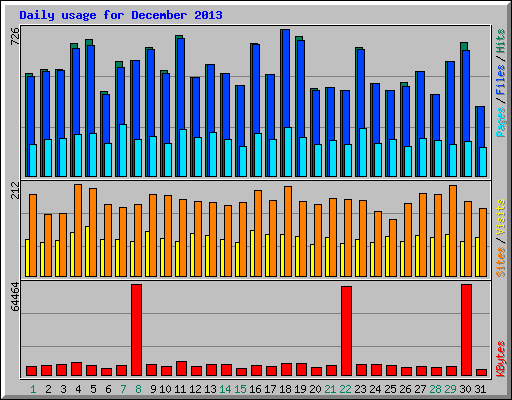 Daily usage for December 2013
726
Pages/Files/Hits
212
Sites/Visits
64464
KBytes
1 2 3 4 5 6 7 8 9 10 11 12 13 14 15 16 17 18 19 20 21 22 23 24 25 26 27 28 29 30 31